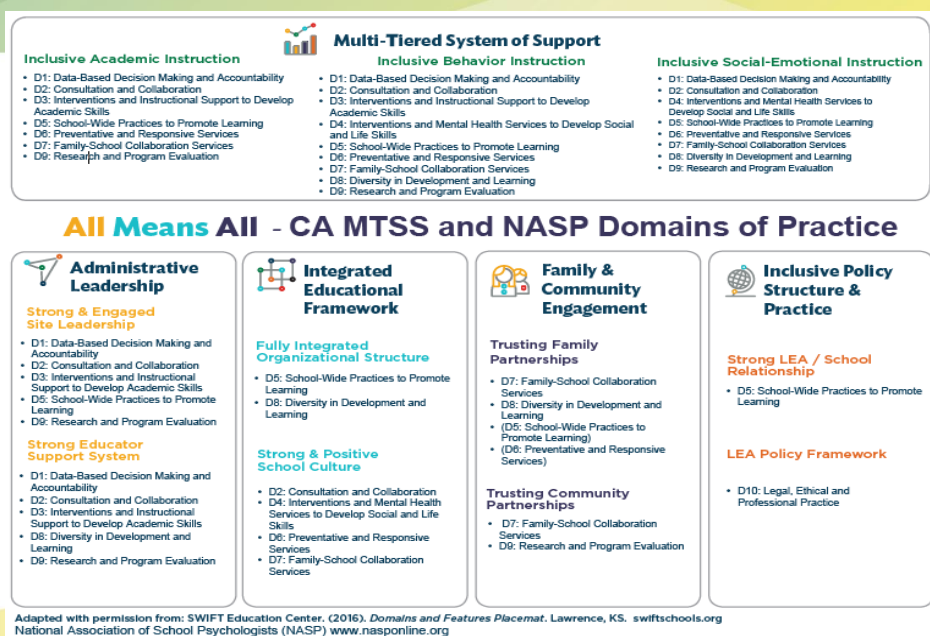 Multi-Tiered System of Support
Inclusive Academic Instruction
• D1: Data-Based Decision Making and Accountability
• D2: Consultation and Collaboration
• D3: Interventions and Instructional Support to Develop
Academic Skills
• D5: School-Wide Practices to Promote Learning
• D6: Preventative and Responsive Services
• D7: Family-School Collaboration Services
• D9: Research and Program Evaluation
Inclusive Behavior Instruction
• D1: Data-Based Decision Making and Accountability
• D2: Consultation and Collaboration
• D3: Interventions and Instructional Support to Develop
Academic Skills
• D4: Interventions and Mental Health Services to Develop Social
and Life Skills
• D5: School-Wide Practices to Promote Learning
• D6: Preventative and Responsive Services
• D7: Family-School Collaboration Services
• D8: Diversity in Development and Learning
• D9: Research and Program Evaluation
Inclusive Social-Emotional Instruction
• D1: Data-Based Decision Making and Accountability
• D2: Consultation and Collaboration
• D4: Interventions and Mental Health Services to
Develop Social and Life Skills
• D5: School-Wide Practices to Promote Learning
• D6: Preventative and Responsive Services
• D7: Family-School Collaboration Services
• D8: Diversity in Development and Learning
• D9: Research and Program Evaluation
All Means All - CA MTSS and NASP Domains of Practice
Administrative
Leadership
Strong & Engaged
Site Leadership
• D1: Data-Based Decision Making and
Accountability
• D2: Consultation and Collaboration
• D3: Interventions and Instructional
Support to Develop Academic Skills
• D5: School-Wide Practices to Promote
Learning
• D9: Research and Program Evaluation
Strong Educator
Support System
• D1: Data-Based Decision Making and
Accountability
• D2: Consultation and Collaboration
• D3: Interventions and Instructional
Support to Develop Academic Skills
• D8: Diversity in Development and
Learning
• D9: Research and Program Evaluation
Integrated
Educational
Framework
Fully Integrated
Organizational Structure
• D5: School-Wide Practices to Promote
Learning
• D8: Diversity in Development and
Learning
Strong & Positive
School Culture
• D2: Consultation and Collaboration
• D4: Interventions and Mental Health
Services to Develop Social and Life
Skills
• D6: Preventative and Responsive
Services
• D7: Family-School Collaboration
Services
Family &
Community
Engagement
Trusting Family
Partnerships
• D7: Family-School Collaboration
Services
• D8: Diversity in Development and
Learning
• (D5: School-Wide Practices to
Promote Learning)
• (D6: Preventative and Responsive
Services)
Trusting Community
Partnerships
• D7: Family-School Collaboration
Services
• D9: Research and Program Evaluation
Inclusive Policy
Structure &
Practice
Strong LEA / School
Relationship
• D5: School-Wide Practices to Promote
Learning
LEA Policy Framework
• D10: Legal, Ethical and
Professional Practice
Adapted with permission from: SWIFT Education Center. (2016). Domains and Features Placemat. Lawrence, KS. swiftschools.org
National Association of School Psychologists (NASP) www.nasponline.org